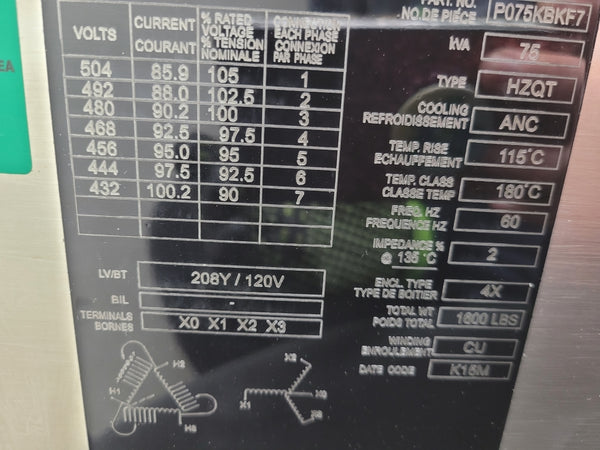 PART NO.
NO.DE PIÈCE P075KBKF7
VOLTS CURRENT COURANT % RATED VOLTAGE % TENSION NOMINALE EACH PHASE CONNEXION PAR PHASE
504 85.9 105 1
492 88.0 102.5 2
480 90.2 100 3
468 92.5 97.5 4
456 95.0 95 5
444 97.5 92.5 6
432 100.2 90 7
kVA 75
TYPE HZQT
COOLING
REFROIDISSEMENT ANC
TEMP. RISE
ECHAUFFEMENT 115°C
TEMP. CLASS
CLASSE TEMP 180°C
FREQ. HZ
FREQUENCE HZ 60
IMPEDANCE %
@ 135°C 2
ENCL TYPE
TYPE DE BOITIER 4X
TOTAL WT
POIDS TOTAL 1600 LBS
WINDING
ENROULEMENT CU
DATE CODE K15M
LV/BT 208Y / 120V
BIL -
TERMINALS
BORNES X0 X1 X2 X3
H2
H1
H3
X2
X1
X3
EA